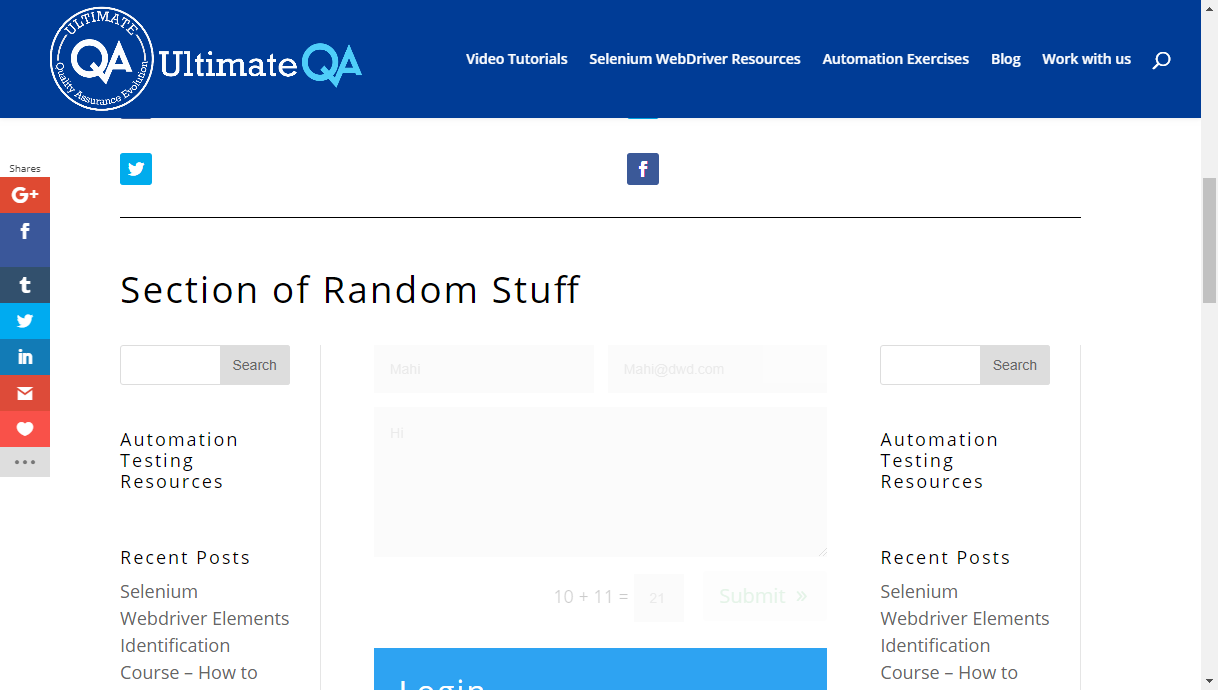 ULTIMATE
QA
Quality Assurance Evolution
UltimateQA
Video Tutorials
Selenium WebDriver Resources
Automation Exercises
Blog
Work with us
Shares
Section of Random Stuff
Search
Automation
Testing
Resources
Recent Posts
Selenium
Webdriver Elements
Identification
Course – How to
Mahi
Mahi@dwd.com
Hi
10 + 11 = 21
Submit »
Login
Search
Automation
Testing
Resources
Recent Posts
Selenium
Webdriver Elements
Identification
Course – How to